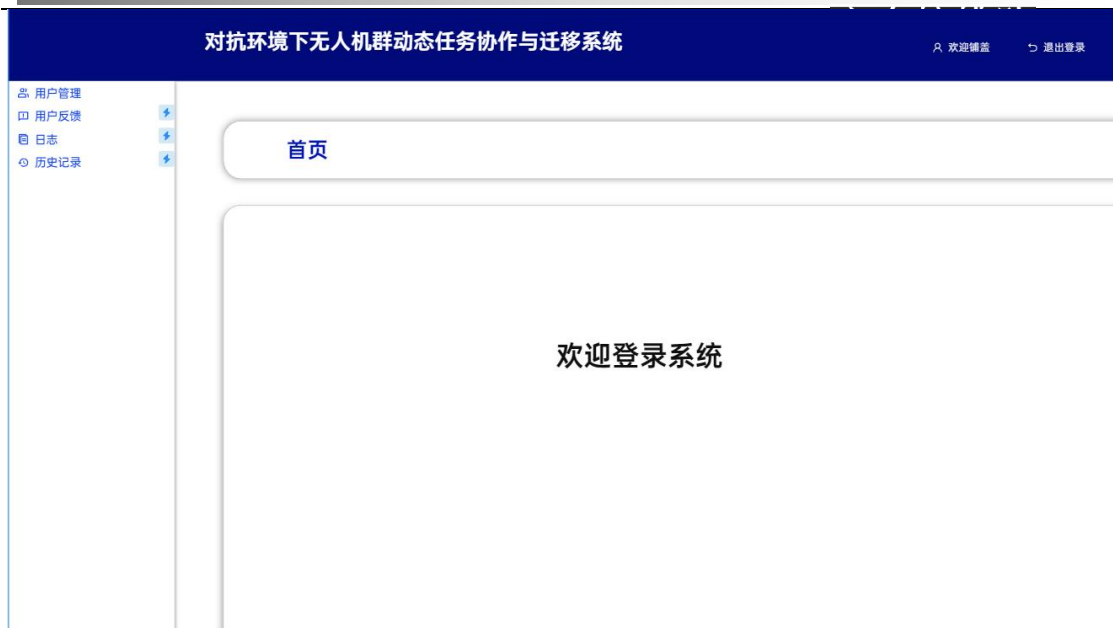 对抗环境下无人机群动态任务协作与迁移系统
欢迎铺盖 退出登录
用户管理
用户反馈
日志
历史记录
首页
欢迎登录系统